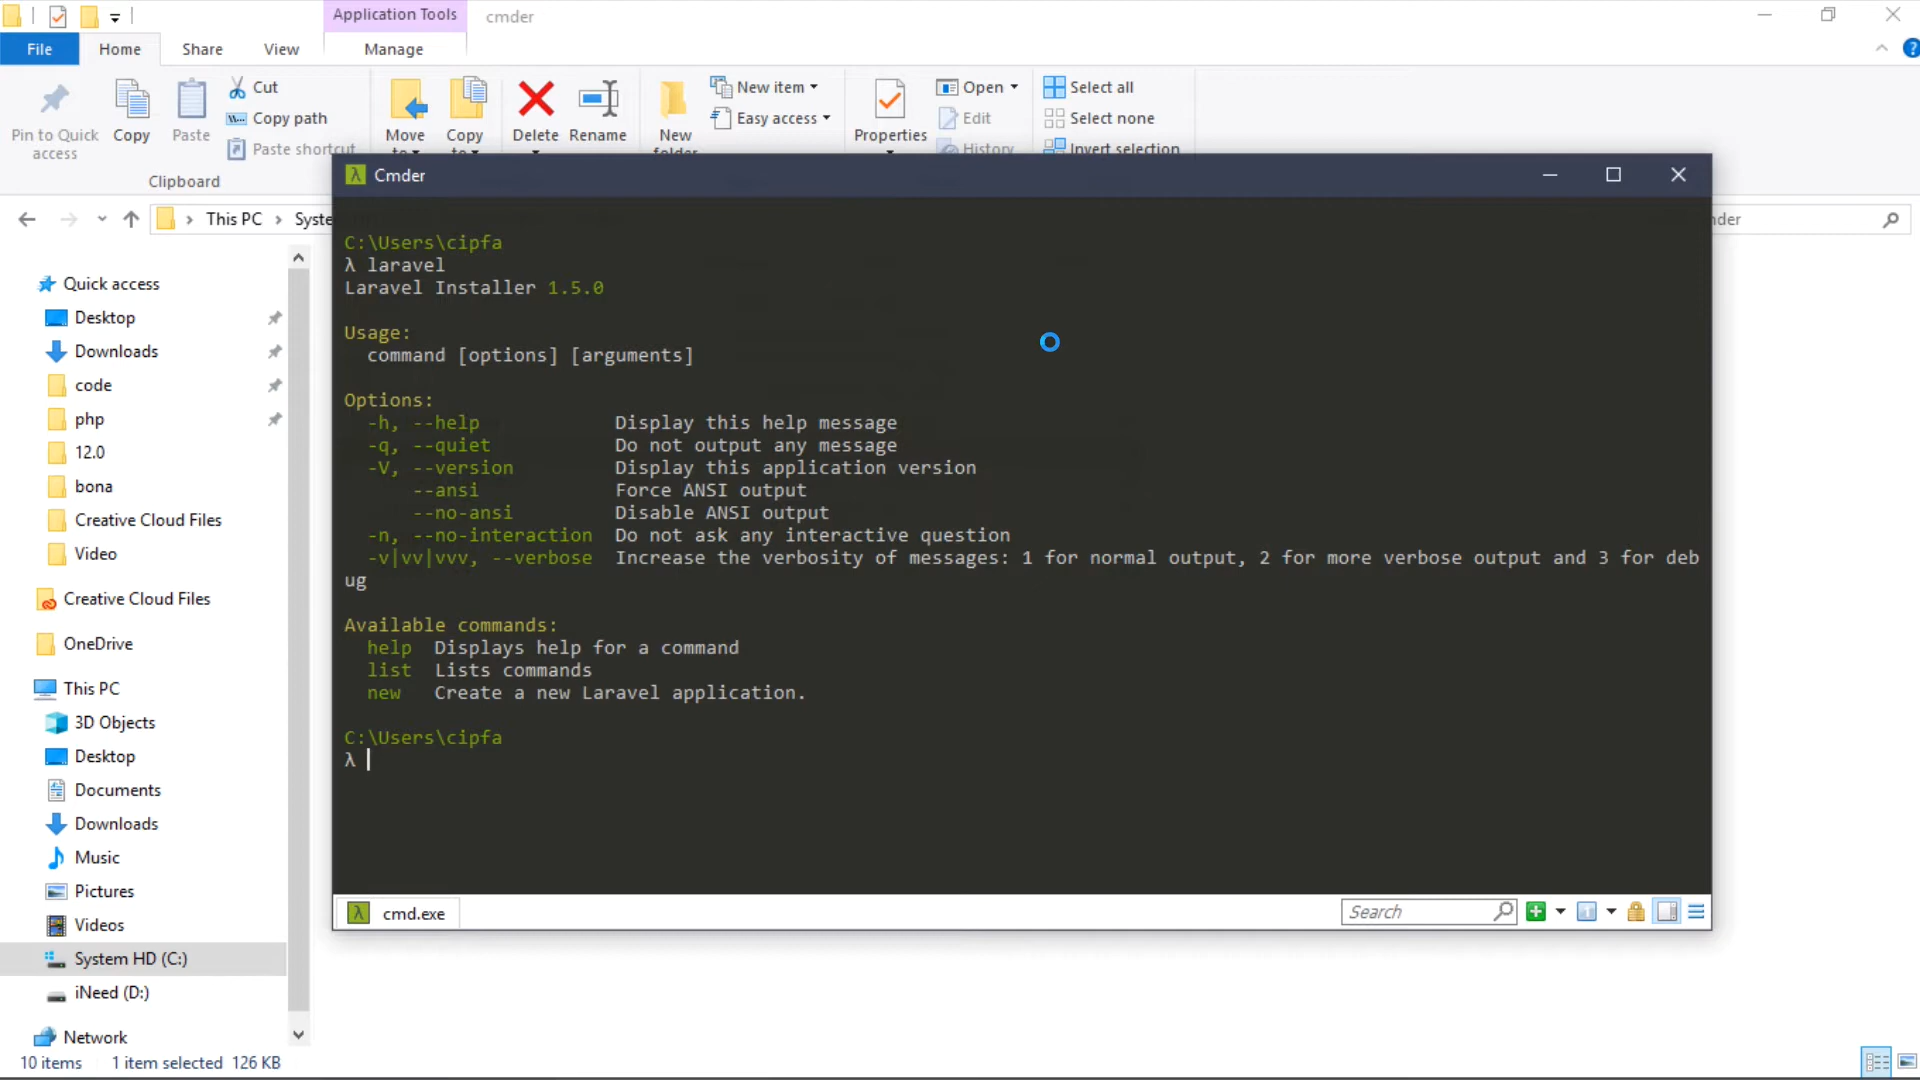 Application Tools
cmder
File
Home
Share
View
Manage
Pin to Quick access
Copy
Paste
Cut
Copy path
Paste shortcut
Clipboard
Move to
Copy to
Delete
Rename
New folder
New item
Easy access
Properties
Open
Edit
History
Select all
Select none
Invert selection
This PC
Syste
nder
Quick access
Desktop
Downloads
code
php
12.0
bona
Creative Cloud Files
Video
Creative Cloud Files
OneDrive
This PC
3D Objects
Desktop
Documents
Downloads
Music
Pictures
Videos
System HD (C:)
iNeed (D:)
Network
10 items 1 item selected 126 KB
λ Cmder
C:\Users\cipfa
λ laravel
Laravel Installer 1.5.0
Usage:
command [options] [arguments]
Options:
-h, --help Display this help message
-q, --quiet Do not output any message
-V, --version Display this application version
--ansi Force ANSI output
--no-ansi Disable ANSI output
-n, --no-interaction Do not ask any interactive question
-v|vv|vvv, --verbose Increase the verbosity of messages: 1 for normal output, 2 for more verbose output and 3 for deb
ug
Available commands:
help Displays help for a command
list Lists commands
new Create a new Laravel application.
C:\Users\cipfa
λ
λ cmd.exe
Search